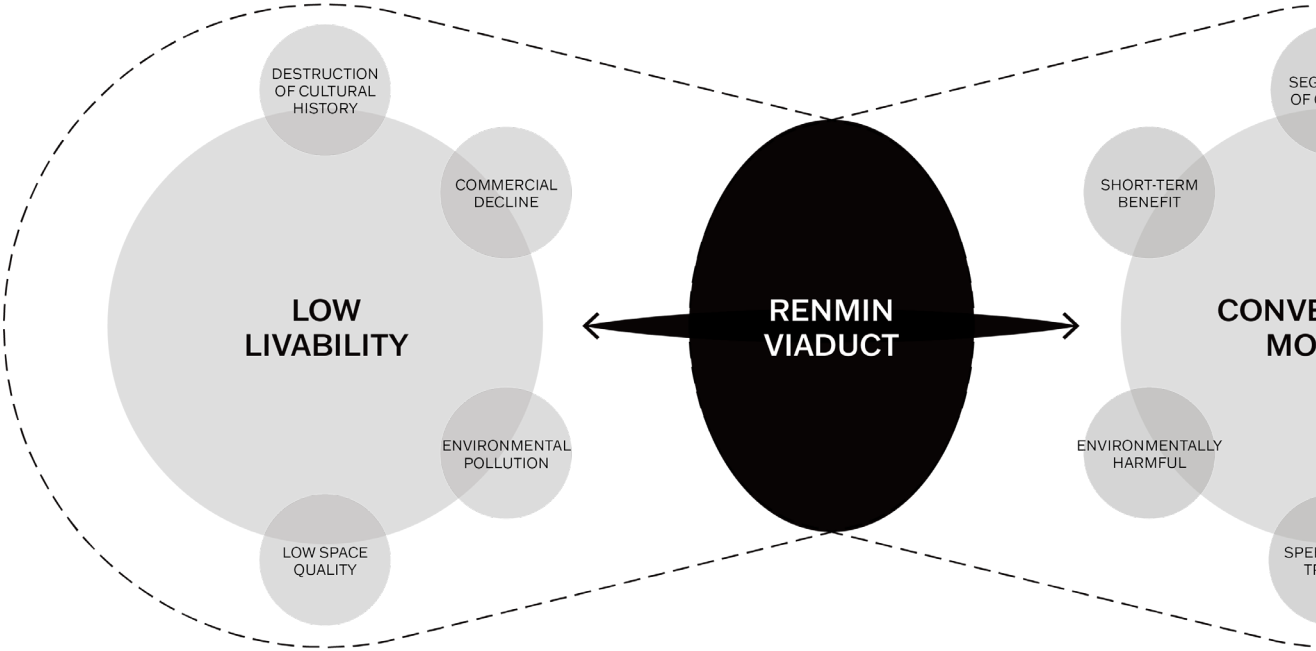 DESTRUCTION
OF CULTURAL
HISTORY
COMMERCIAL
DECLINE
LOW
LIVABILITY
ENVIRONMENTAL
POLLUTION
LOW SPACE
QUALITY
RENMIN
VIADUCT
SHORT-TERM
BENEFIT
ENVIRONMENTALLY
HARMFUL
OF